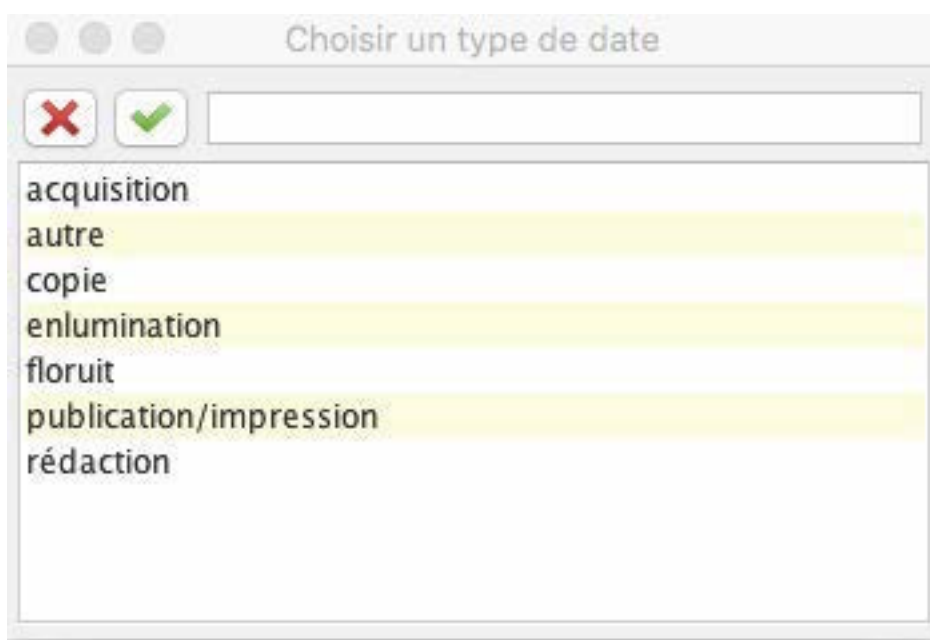 Choisir un type de date
acquisition
autre
copie
enlumination
floruit
publication/impression
rédaction